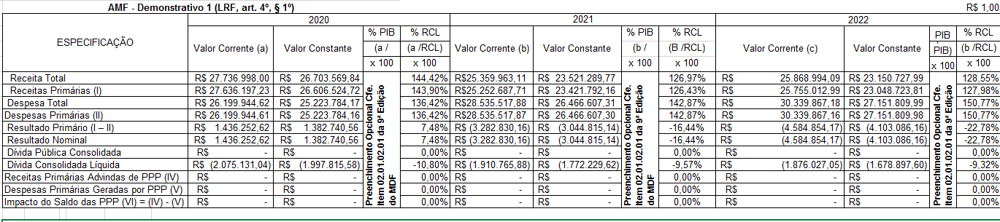 AMF - Demonstrativo 1 (LRF, art. 4º, § 1º) R$ 1,00
ESPECIFICAÇÃO 2020 2021 2022
Valor Corrente (a) Valor Constante % PIB (a / x 100 % RCL (a /RCL) x 100 Valor Corrente (b) Valor Constante % PIB (b / x 100 % RCL (B /RCL) x 100 Valor Corrente (c) Valor Constante PIB PIB) x 100 % RCL (b /RCL) x 100
Receita Total R$ 27.736.998,00 R$ 26.703.569,84 144,42% R$25.359.963,11 R$ 23.521.289,77 126,97% R$ 25.868.994,09 R$ 23.150.727,99 128,55%
Receitas Primárias (I) R$ 27.636.197,23 R$ 26.606.524,72 143,90% R$25.252.687,71 R$ 23.421.792,16 126,43% R$ 25.755.012,99 R$ 23.048.723,81 127,98%
Despesa Total R$ 26.199.944,62 R$ 25.223.784,17 136,42% R$28.535.517,88 R$ 26.466.607,31 142,87% R$ 30.339.867,18 R$ 27.151.809,99 150,77%
Despesas Primárias (II) R$ 26.199.944,61 R$ 25.223.784,16 136,42% R$28.535.517,87 R$ 26.466.607,30 142,87% R$ 30.339.867,16 R$ 27.151.809,98 150,77%
Resultado Primário (I – II) R$ 1.436.252,62 R$ 1.382.740,56 7,48% R$ (3.282.830,16) R$ (3.044.815,14) -16,44% R$ (4.584.854,17) R$ (4.103.086,16) -22,78%
Resultado Nominal R$ 1.436.252,62 R$ 1.382.740,56 7,48% R$ (3.282.830,16) R$ (3.044.815,14) -16,44% R$ (4.584.854,17) R$ (4.103.086,16) -22,78%
Dívida Pública Consolidada R$ - R$ - 0,00% R$ - R$ - 0,00% R$ - R$ - 0,00%
Dívida Consolidada Líquida R$ (2.075.131,04) R$ (1.997.815,58) -10,80% R$ (1.910.765,88) R$ (1.772.229,62) -9,57% R$ (1.876.027,05) R$ (1.678.897,60) -9,32%
Receitas Primárias Advindas de PPP (IV) R$ - R$ - 0,00% R$ - R$ - 0,00% R$ - R$ - 0,00%
Despesas Primárias Geradas por PPP (V) R$ - R$ - 0,00% R$ - R$ - 0,00% R$ - R$ - 0,00%
Impacto do Saldo das PPP (VI) = (IV) - (V) R$ - R$ - 0,00% R$ - R$ - 0,00% R$ - R$ - 0,00%
Preenchimento Opcional Cfe.
Item 02.01.02.01 da 9ª Edição
do MDF
Preenchimento Opcional Cfe.
Item 02.01.02.01 da 9ª Edição
do MDF
Preenchimento Opcional Cfe.
Item 02.01.02.01 da 9ª Edição
do MDF